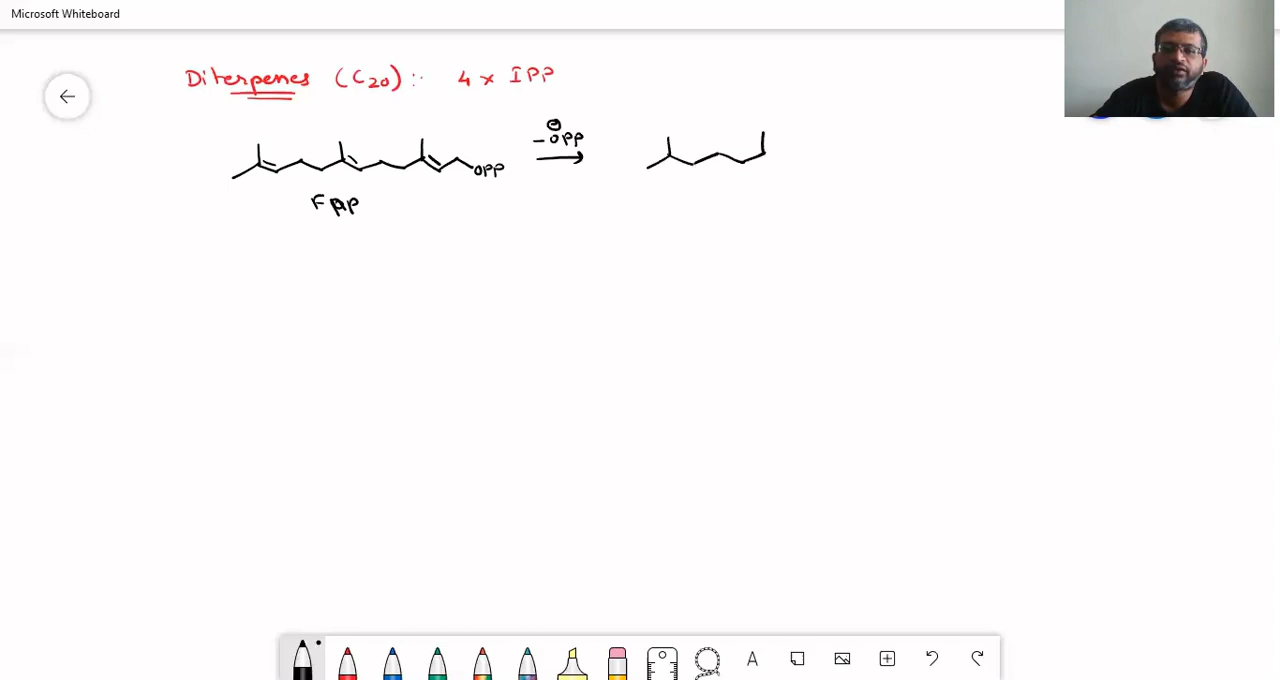 Microsoft Whiteboard
Diterpenes (C20): 4 x IPP
-OPP
OPP
FPP
A